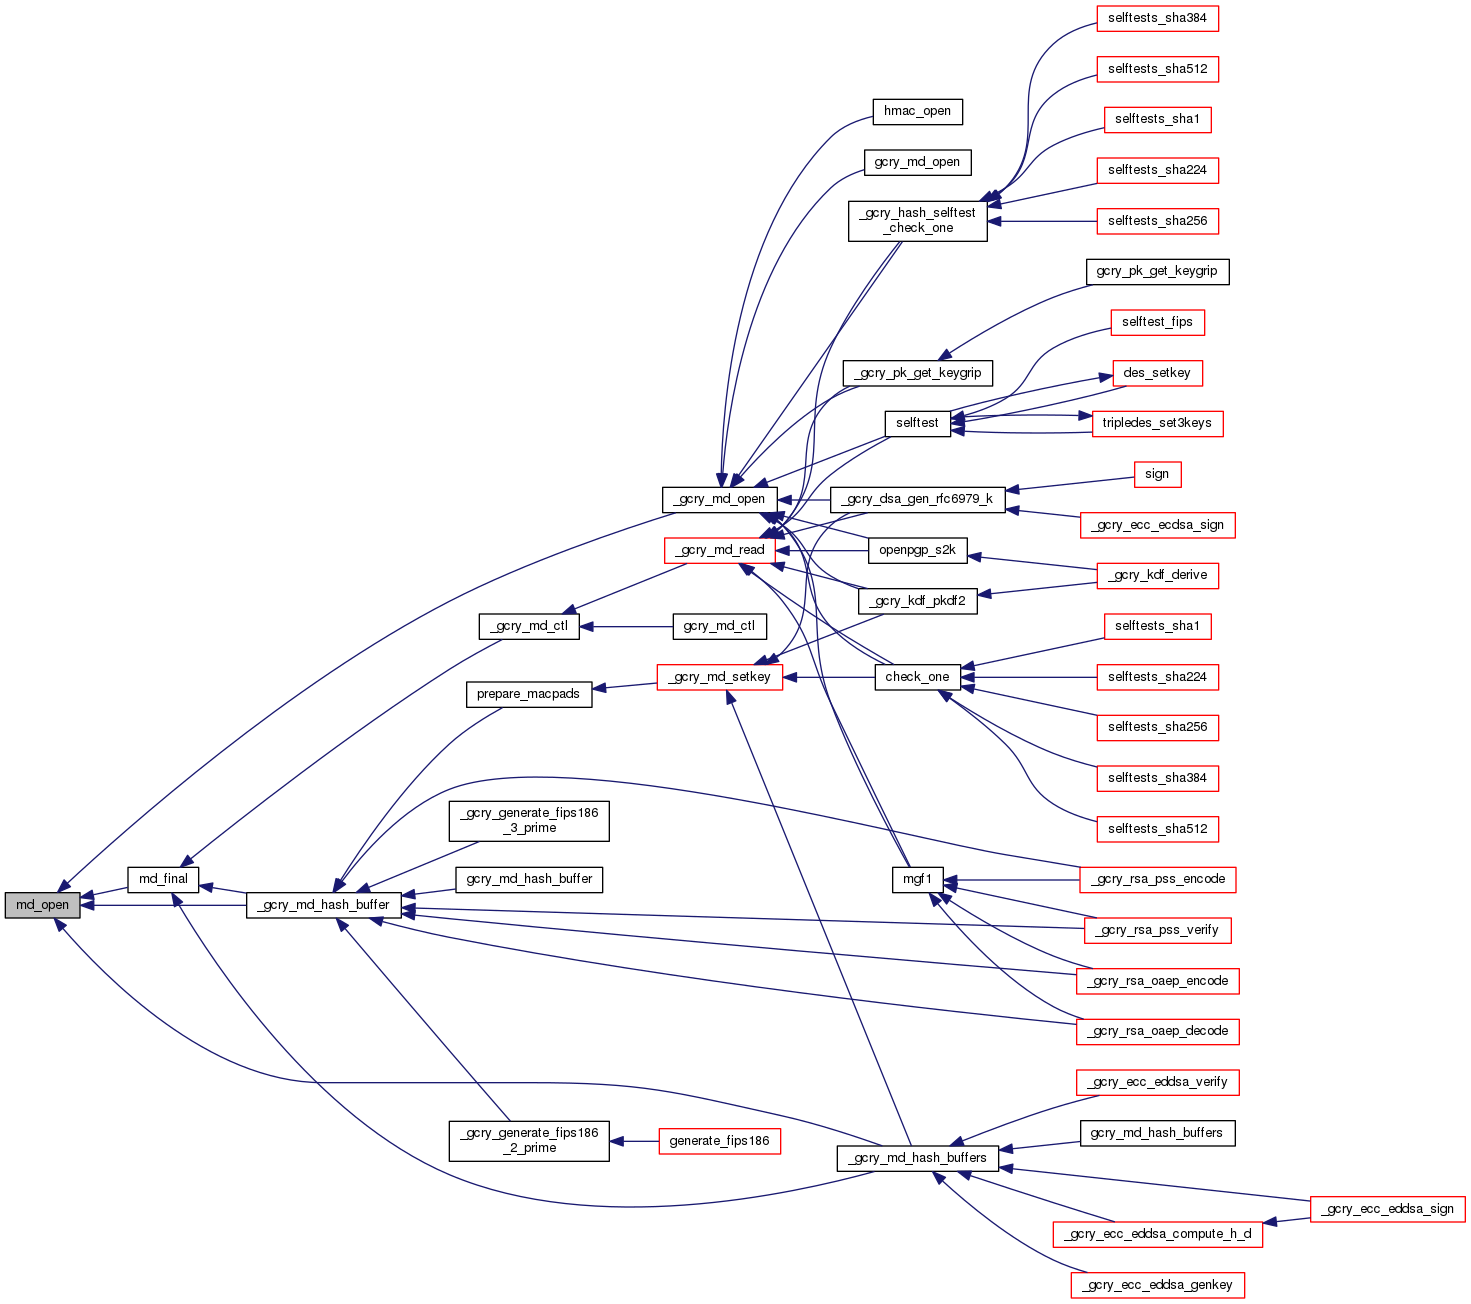 selftests_sha384
selftests_sha512
hmac_open
selftests_sha1
gcry_md_open
selftests_sha224
_gcry_hash_selftest
_check_one
selftests_sha256
gcry_pk_get_keygrip
selftest_fips
_gcry_pk_get_keygrip
des_setkey
selftest
tripledes_set3keys
sign
_gcry_md_open
_gcry_dsa_gen_rfc6979_k
_gcry_ecc_ecdsa_sign
_gcry_md_read
openpgp_s2k
_gcry_kdf_derive
_gcry_kdf_pkdf2
_gcry_md_ctl
gcry_md_ctl
selftests_sha1
_gcry_md_setkey
check_one
selftests_sha224
prepare_macpads
selftests_sha256
selftests_sha384
_gcry_generate_fips186
_3_prime
selftests_sha512
md_final
gcry_md_hash_buffer
mgf1
_gcry_rsa_pss_encode
md_open
_gcry_md_hash_buffer
_gcry_rsa_pss_verify
_gcry_rsa_oaep_encode
_gcry_rsa_oaep_decode
_gcry_ecc_eddsa_verify
_gcry_generate_fips186
_2_prime
generate_fips186
gcry_md_hash_buffers
_gcry_md_hash_buffers
_gcry_ecc_eddsa_sign
_gcry_ecc_eddsa_compute_h_d
_gcry_ecc_eddsa_genkey